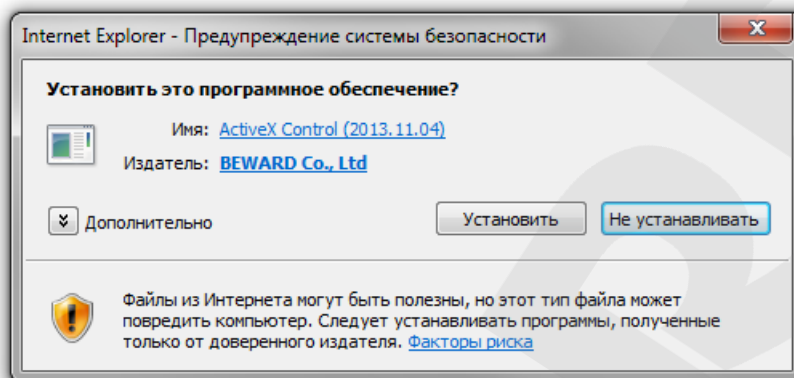 Internet Explorer - Предупреждение системы безопасности
x
Установить это программное обеспечение?
Имя: ActiveX Control (2013.11.04)
Издатель: BEWARD Co., Ltd
Дополнительно
Установить
Не устанавливать
Файлы из Интернета могут быть полезны, но этот тип файла может
повредить компьютер. Следует устанавливать программы, полученные
только от доверенного издателя. Факторы риска